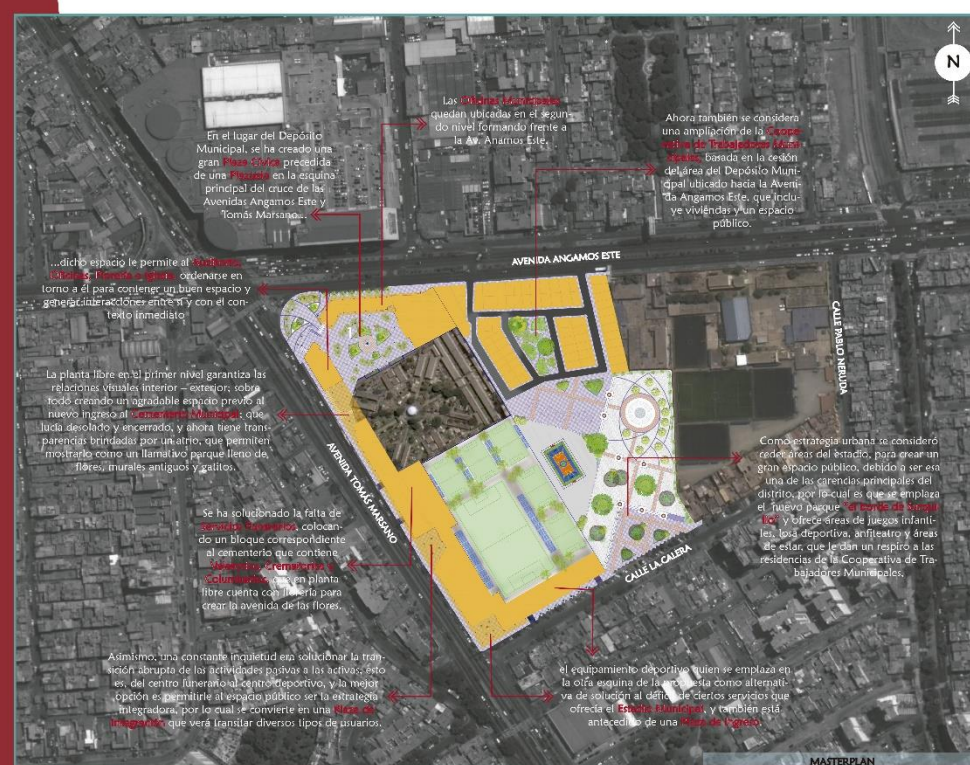 N
Las Oficinas Municipales
quedan ubicadas en el segun-
do nivel formando frente a
la Av. Anamos Este.
En el lugar del Depósito
Municipal, se ha creado una
gran Plaza Cívica precedida
de una Plazuela en la esquina
principal del cruce de las
Avenidas Angamos Este y
Tomás Marsano...
Ahora también se considera
una ampliación de la Coope-
rativa de Trabajadores Muni-
cipales, basada en la cesión
del área del Depósito Muni-
cipal ubicado hacia la Aveni-
da Angamos Este, que inclu-
ye viviendas y un espacio
público.
...dicho espacio le permite al
ordenarse en
torno a él para contener un buen espacio y
generar interacciones entre sí y con el con-
texto inmediato
AVENIDA ANGAMOS ESTE
CALLE PABLO NERUDA
La planta libre en el primer nivel garantiza las
relaciones visuales interior – exterior; sobre
todo creando un agradable espacio previo al
nuevo ingreso al Cementerio Municipal; que
lucía desolado y encerrado, y ahora tiene trans-
parencias brindadas por un atrio, que permiten
mostrarlo como un llamativo parque lleno de
flores, murales antiguos y gatitos.
AVENIDA TOMÁS MARSANO
Como estrategia urbana se consideró
ceder áreas del estadio, para crear un
gran espacio público, debido a ser esa
una de las carencias principales del
distrito, por lo cual es que se emplaza
el nuevo parque
y ofrece áreas de juegos infanti-
les, losa deportiva, anfiteatro y áreas
de estar, que le dan un respiro a las
residencias de la Cooperativa de Tra-
bajadores Municipales.
Se ha solucionado la falta de
Servicios Funerarios, colocan-
do un bloque correspondiente
al cementerio que contiene
Velatorios, Crematorios y
Columbarios, que en planta
libre cuenta con florería para
crear la avenida de las flores.
CALLE LA CALERA
Asimismo, una constante inquietud era solucionar la tran-
sición abrupta de las actividades pasivas a las activas, esto
es, del centro funerario al centro deportivo, y la mejor
opción es permitirle al espacio público ser la estrategia
integradora, por lo cual se convierte en una Plaza de
Integración que verá transitar diversos tipos de usuarios.
el equipamiento deportivo quien se emplaza en
la otra esquina de la propuesta como alternati-
va de solución al déficit de ciertos servicios que
ofrecía el Estadio Municipal, y también está
antecedido de una Plaza de Ingreso.
MASTERPLAN